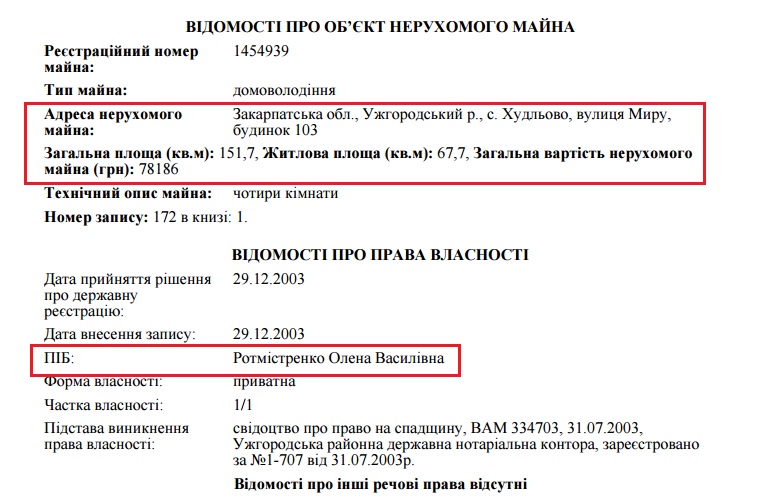 ВІДОМОСТІ ПРО ОБ’ЄКТ НЕРУХОМОГО МАЙНА
Реєстраційний номер майна: 1454939
Тип майна: домоволодіння
Адреса нерухомого майна: Закарпатська обл., Ужгородський р., с. Худльово, вулиця Миру, будинок 103
Загальна площа (кв.м): 151,7, Житлова площа (кв.м): 67,7, Загальна вартість нерухомого
майна (грн): 78186
Технічний опис майна: чотири кімнати
Номер запису: 172 в книзі: 1.
ВІДОМОСТІ ПРО ПРАВА ВЛАСНОСТІ
Дата прийняття рішення про державну реєстрацію: 29.12.2003
Дата внесення запису: 29.12.2003
ПІБ: Ротмістренко Олена Василівна
Форма власності: приватна
Частка власності: 1/1
Підстава виникнення права власності: свідоцтво про право на спадщину, ВАМ 334703, 31.07.2003,
Ужгородська районна державна нотаріальна контора, зареєстровано
за №1-707 від 31.07.2003р.
Відомості про інші речові права відсутні